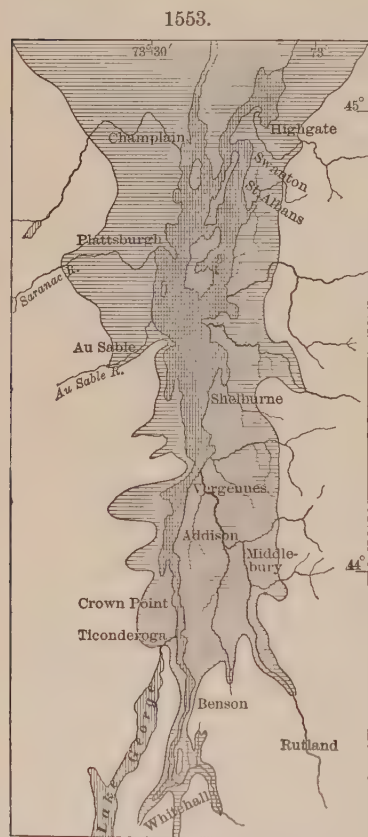 1553.
73°30′
73°
45°
Champlain
Highgate
Swanton
St. Albans
Plattsburgh
Saranac R.
Au Sable
Au Sable R.
Shelburne
Vergennes
Addison
Middle-
bury
44°
Crown Point
Ticonderoga
Benson
Lake George
Rutland
Whitehall